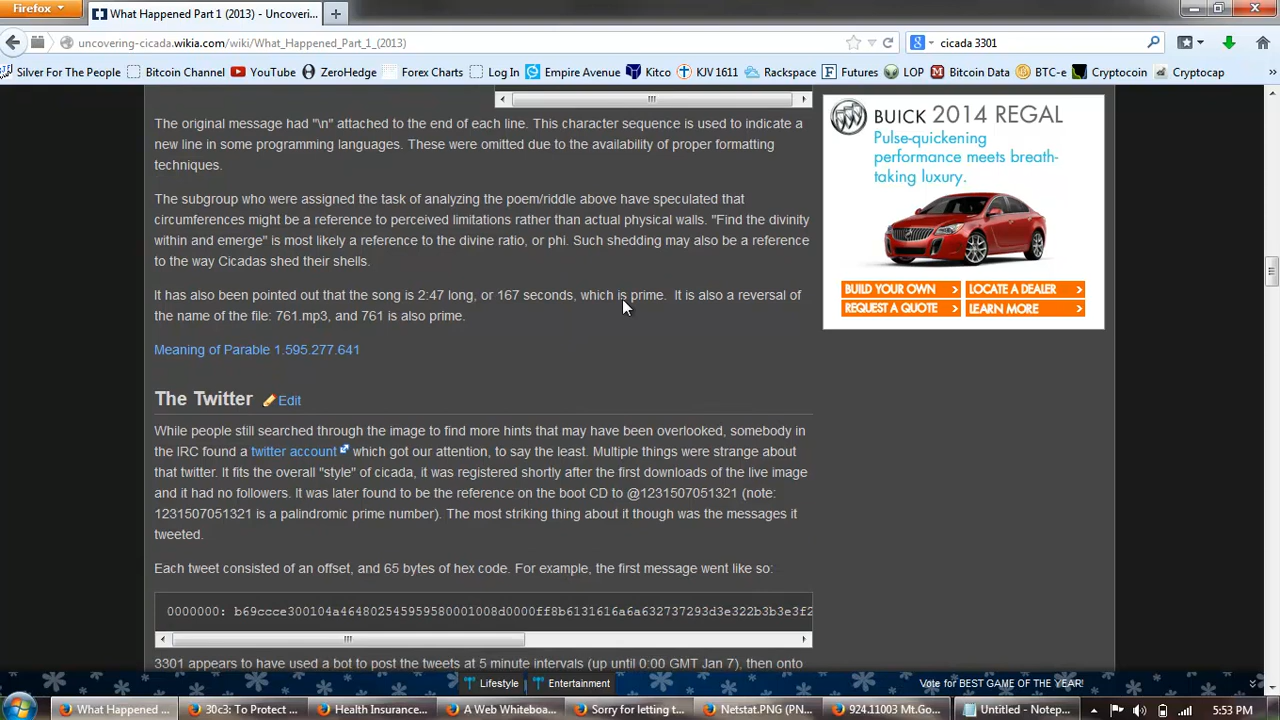 Firefox
What Happened Part 1 (2013) - Uncoveri...
uncovering-cicada.wikia.com/wiki/What_Happened_Part_1_(2013)
cicada 3301
Silver For The People
Bitcoin Channel
YouTube
ZeroHedge
Forex Charts
Log In
Empire Avenue
Kitco
KJV 1611
Rackspace
Futures
LOP
Bitcoin Data
BTC-e
Cryptocoin
Cryptocap
The original message had "\n" attached to the end of each line. This character sequence is used to indicate a
new line in some programming languages. These were omitted due to the availability of proper formatting
techniques.
The subgroup who were assigned the task of analyzing the poem/riddle above have speculated that
circumferences might be a reference to perceived limitations rather than actual physical walls. "Find the divinity
within and emerge" is most likely a reference to the divine ratio, or phi. Such shedding may also be a reference
to the way Cicadas shed their shells.
It has also been pointed out that the song is 2:47 long, or 167 seconds, which is prime. It is also a reversal of
the name of the file: 761.mp3, and 761 is also prime.
Meaning of Parable 1.595.277.641
The Twitter Edit
While people still searched through the image to find more hints that may have been overlooked, somebody in
the IRC found a twitter account which got our attention, to say the least. Multiple things were strange about
that twitter. It fits the overall "style" of cicada, it was registered shortly after the first downloads of the live image
and it had no followers. It was later found to be the reference on the boot CD to @1231507051321 (note:
1231507051321 is a palindromic prime number). The most striking thing about it though was the messages it
tweeted.
Each tweet consisted of an offset, and 65 bytes of hex code. For example, the first message went like so:
0000000: b69ccce300104a464802545959580001008d0000ff8b6131616a6a632737293d3e322b3b3e3f2
3301 appears to have used a bot to post the tweets at 5 minute intervals (up until 0:00 GMT Jan 7), then onto
BUICK 2014 REGAL
Pulse-quickening
performance meets breath-
taking luxury.
BUILD YOUR OWN
LOCATE A DEALER
REQUEST A QUOTE
LEARN MORE
Lifestyle
Entertainment
Vote for BEST GAME OF THE YEAR!
What Happened ...
30c3: To Protect ...
Health Insurance...
A Web Whiteboa...
Sorry for letting t...
Netstat.PNG (PN...
924.11003 Mt.Go...
Untitled - Notep...
5:53 PM